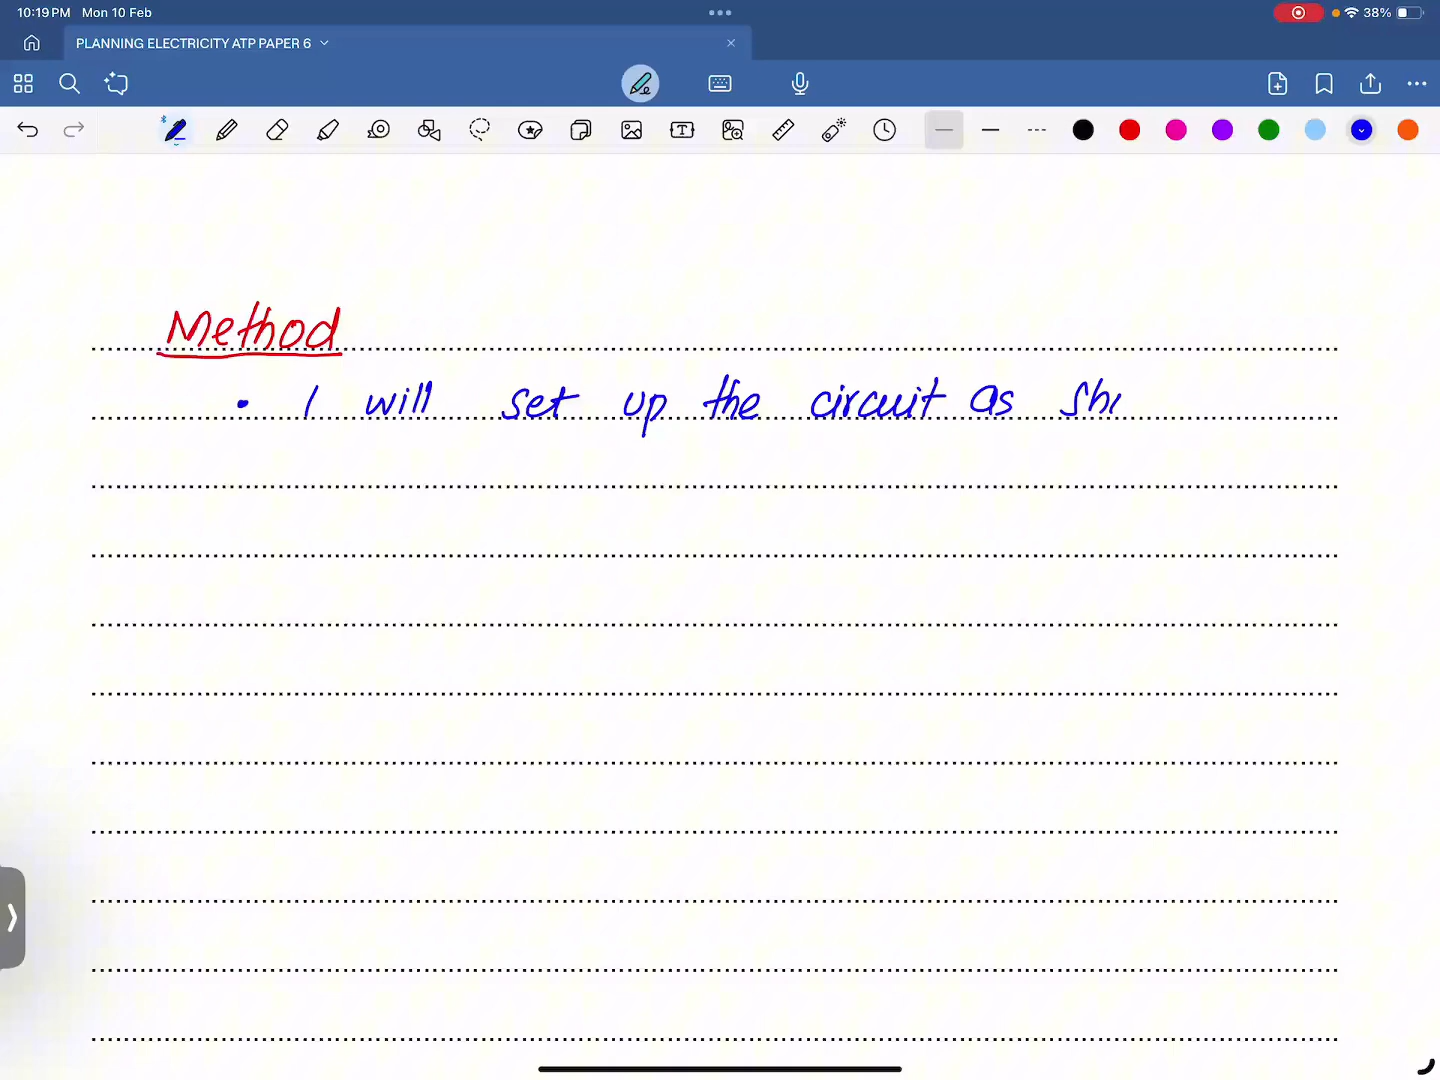 10:19 PM Mon 10 Feb 38%
PLANNING ELECTRICITY ATP PAPER 6
Method
• I will set up the circuit as